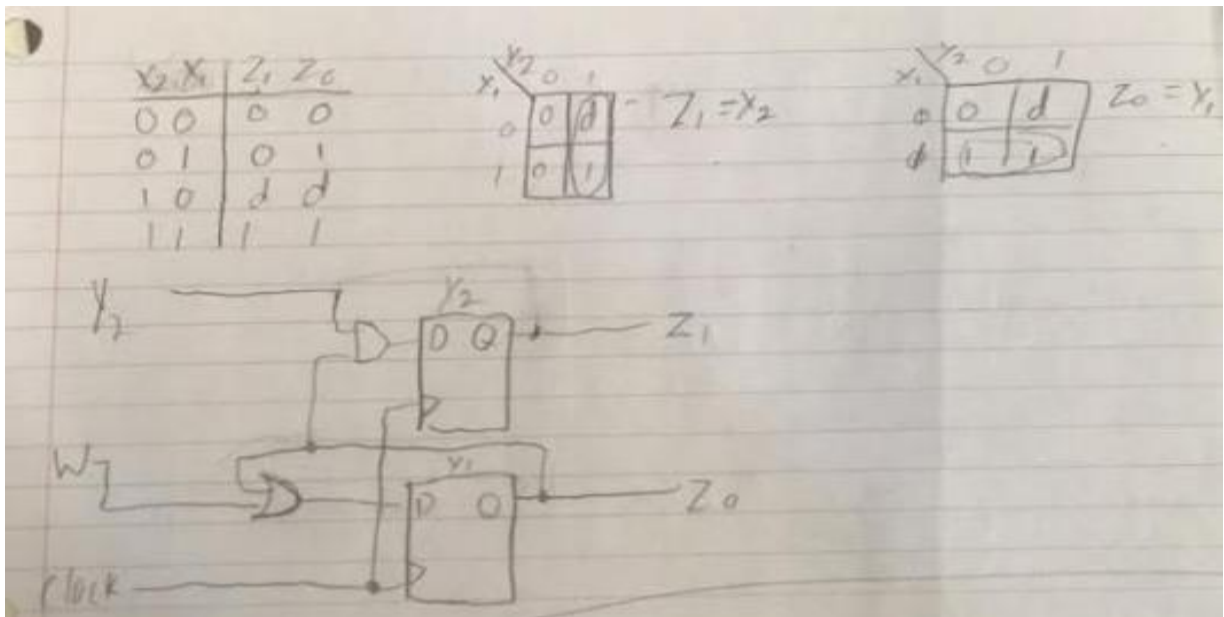 Y₂ Y₁ | Z₁ Z₀
0 0 | 0 0
0 1 | 0 1
1 0 | d d
1 1 | 1 1
Y₂ 0 1
Y₁
0 0 d
1 0 1
Z₁ = Y₂
Y₂ 0 1
Y₁
0 0 d
1 1
Z₀ = Y₁
Y₂
Y₂
D Q
Z₁
W
Y₁
D Q
Z₀
Clock